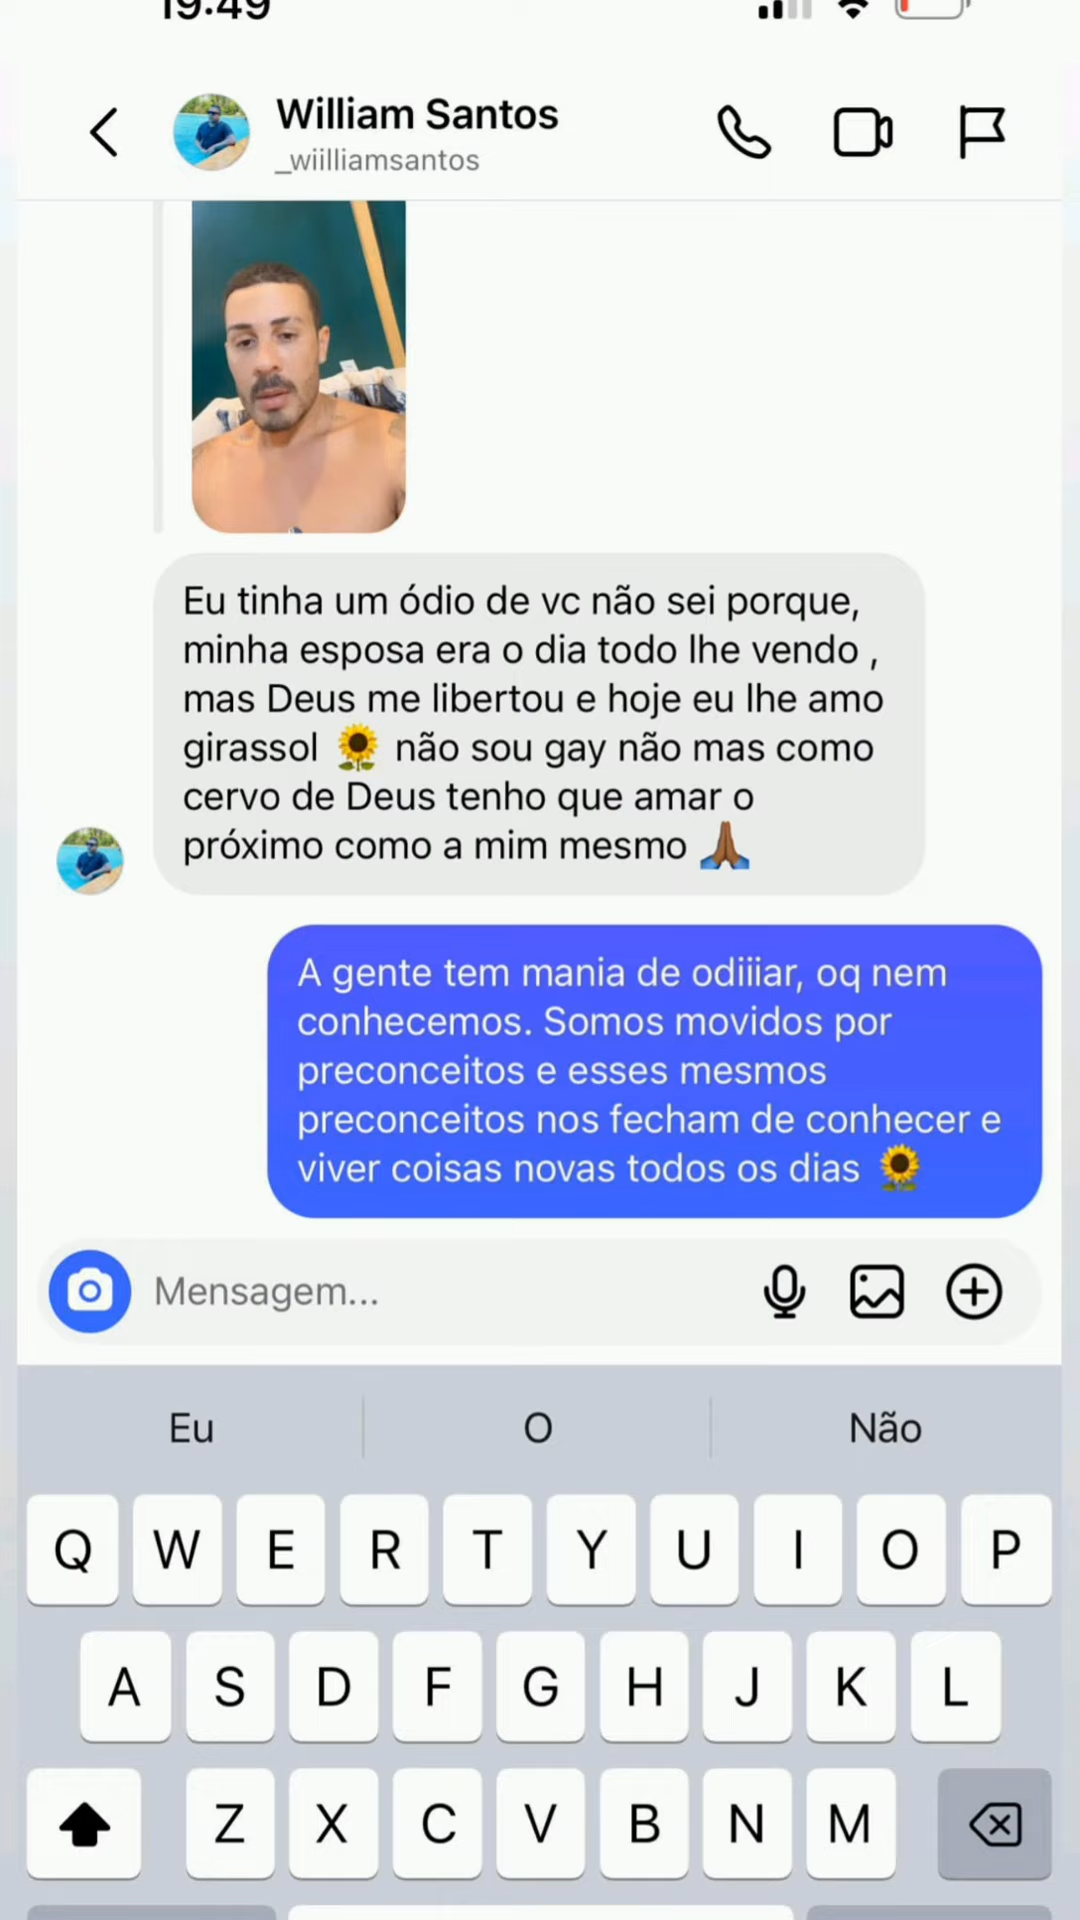 19:49
William Santos
_wiilliamsantos
Eu tinha um ódio de vc não sei porque,
minha esposa era o dia todo lhe vendo ,
mas Deus me libertou e hoje eu lhe amo
girassol 🌻 não sou gay não mas como
cervo de Deus tenho que amar o
próximo como a mim mesmo 🙏🏾
A gente tem mania de odiiiar, oq nem
conhecemos. Somos movidos por
preconceitos e esses mesmos
preconceitos nos fecham de conhecer e
viver coisas novas todos os dias 🌻
Mensagem...
Eu O Não
Q W E R T Y U I O P
A S D F G H J K L
Z X C V B N M